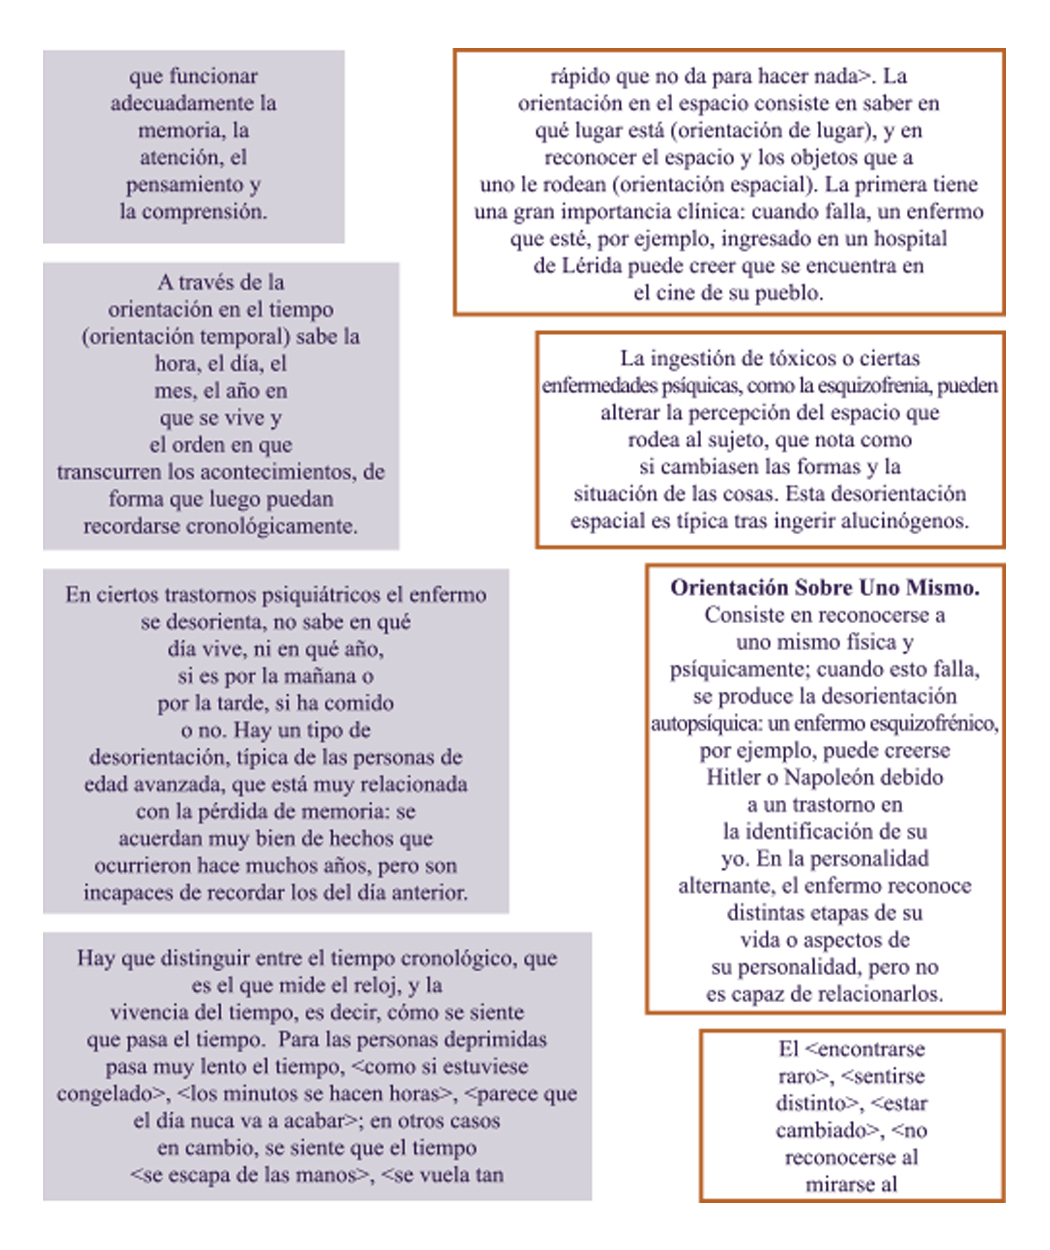 que funcionar
adecuadamente la
memoria, la
atención, el
pensamiento y
la comprensión.
A través de la
orientación en el tiempo
(orientación temporal) sabe la
hora, el día, el
mes, el año en
que se vive y
el orden en que
transcurren los acontecimientos, de
forma que luego puedan
recordarse cronológicamente.
En ciertos trastornos psiquiátricos el enfermo
se desorienta, no sabe en qué
día vive, ni en qué año,
si es por la mañana o
por la tarde, si ha comido
o no. Hay un tipo de
desorientación, típica de las personas de
edad avanzada, que está muy relacionada
con la pérdida de memoria: se
acuerdan muy bien de hechos que
ocurrieron hace muchos años, pero son
incapaces de recordar los del día anterior.
Hay que distinguir entre el tiempo cronológico, que
es el que mide el reloj, y la
vivencia del tiempo, es decir, cómo se siente
que pasa el tiempo. Para las personas deprimidas
pasa muy lento el tiempo, <como si estuviese
congelado>, <los minutos se hacen horas>, <parece que
el día nuca va a acabar>; en otros casos
en cambio, se siente que el tiempo
<se escapa de las manos>, <se vuela tan
rápido que no da para hacer nada>. La
orientación en el espacio consiste en saber en
qué lugar está (orientación de lugar), y en
reconocer el espacio y los objetos que a
uno le rodean (orientación espacial). La primera tiene
una gran importancia clínica: cuando falla, un enfermo
que esté, por ejemplo, ingresado en un hospital
de Lérida puede creer que se encuentra en
el cine de su pueblo.
La ingestión de tóxicos o ciertas
enfermedades psíquicas, como la esquizofrenia, pueden
alterar la percepción del espacio que
rodea al sujeto, que nota como
si cambiasen las formas y la
situación de las cosas. Esta desorientación
espacial es típica tras ingerir alucinógenos.
Orientación Sobre Uno Mismo.
Consiste en reconocerse a
uno mismo física y
psíquicamente; cuando esto falla,
se produce la desorientación
autopsíquica: un enfermo esquizofrénico,
por ejemplo, puede creerse
Hitler o Napoleón debido
a un trastorno en
la identificación de su
yo. En la personalidad
alternante, el enfermo reconoce
distintas etapas de su
vida o aspectos de
su personalidad, pero no
es capaz de relacionarlos.
El <encontrarse
raro>, <sentirse
distinto>, <estar
cambiado>, <no
reconocerse al
mirarse al